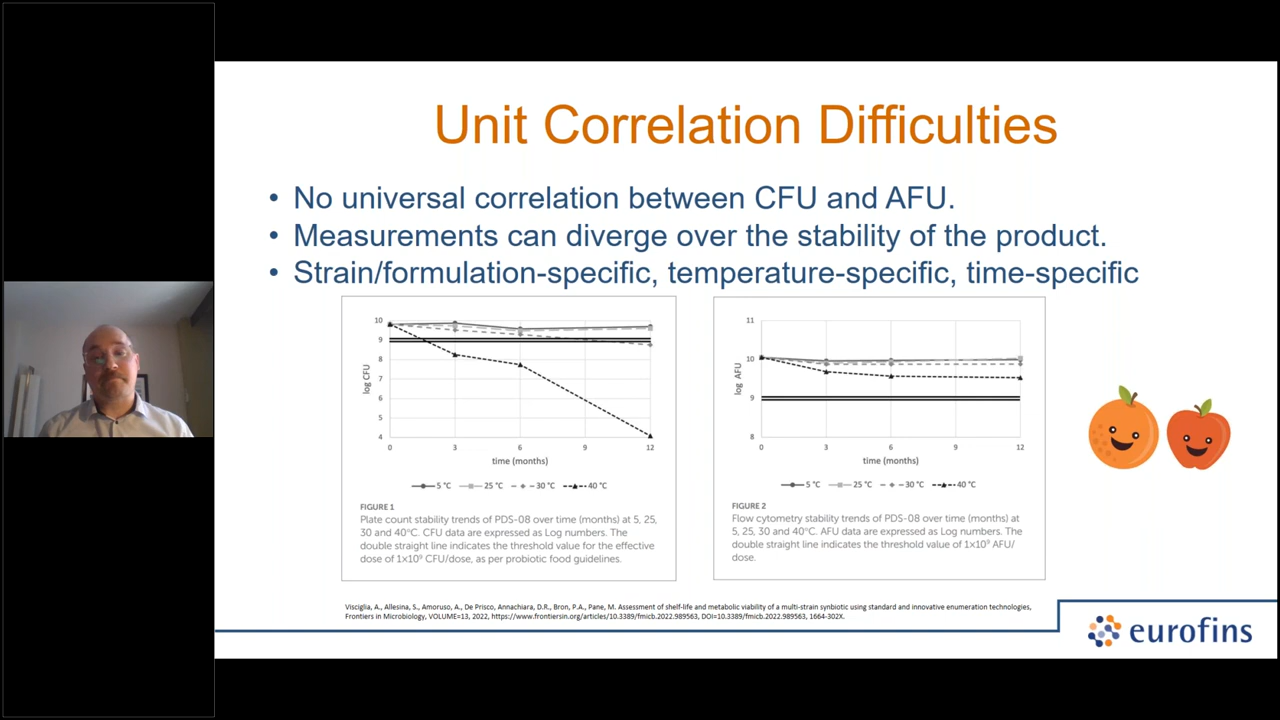 Unit Correlation Difficulties
• No universal correlation between CFU and AFU.
• Measurements can diverge over the stability of the product.
• Strain/formulation-specific, temperature-specific, time-specific
10
9
8
7
6
5
4
log CFU
0 3 6 9 12
time (months)
5 °C 25 °C 30 °C 40 °C
FIGURE 1
Plate count stability trends of PDS-08 over time (months) at 5, 25,
30 and 40°C. CFU data are expressed as Log numbers. The
double straight line indicates the threshold value for the effective
dose of 1×10⁹ CFU/dose, as per probiotic food guidelines.
11
10
9
8
log AFU
0 3 6 9 12
time (months)
5 °C 25 °C 30 °C 40 °C
FIGURE 2
Flow cytometry stability trends of PDS-08 over time (months) at
5, 25, 30 and 40°C. AFU data are expressed as Log numbers. The
double straight line indicates the threshold value of 1×10⁹ AFU/
dose.
Visciglia, A., Allesina, S., Amoruso, A., De Prisco, Annachiara, D.R., Bron, P.A., Pane, M. Assessment of shelf-life and metabolic viability of a multi-strain synbiotic using standard and innovative enumeration technologies,
Frontiers in Microbiology, VOLUME=13, 2022, https://www.frontiersin.org/articles/10.3389/fmicb.2022.989563, DOI=10.3389/fmicb.2022.989563, 1664-302X.
eurofins